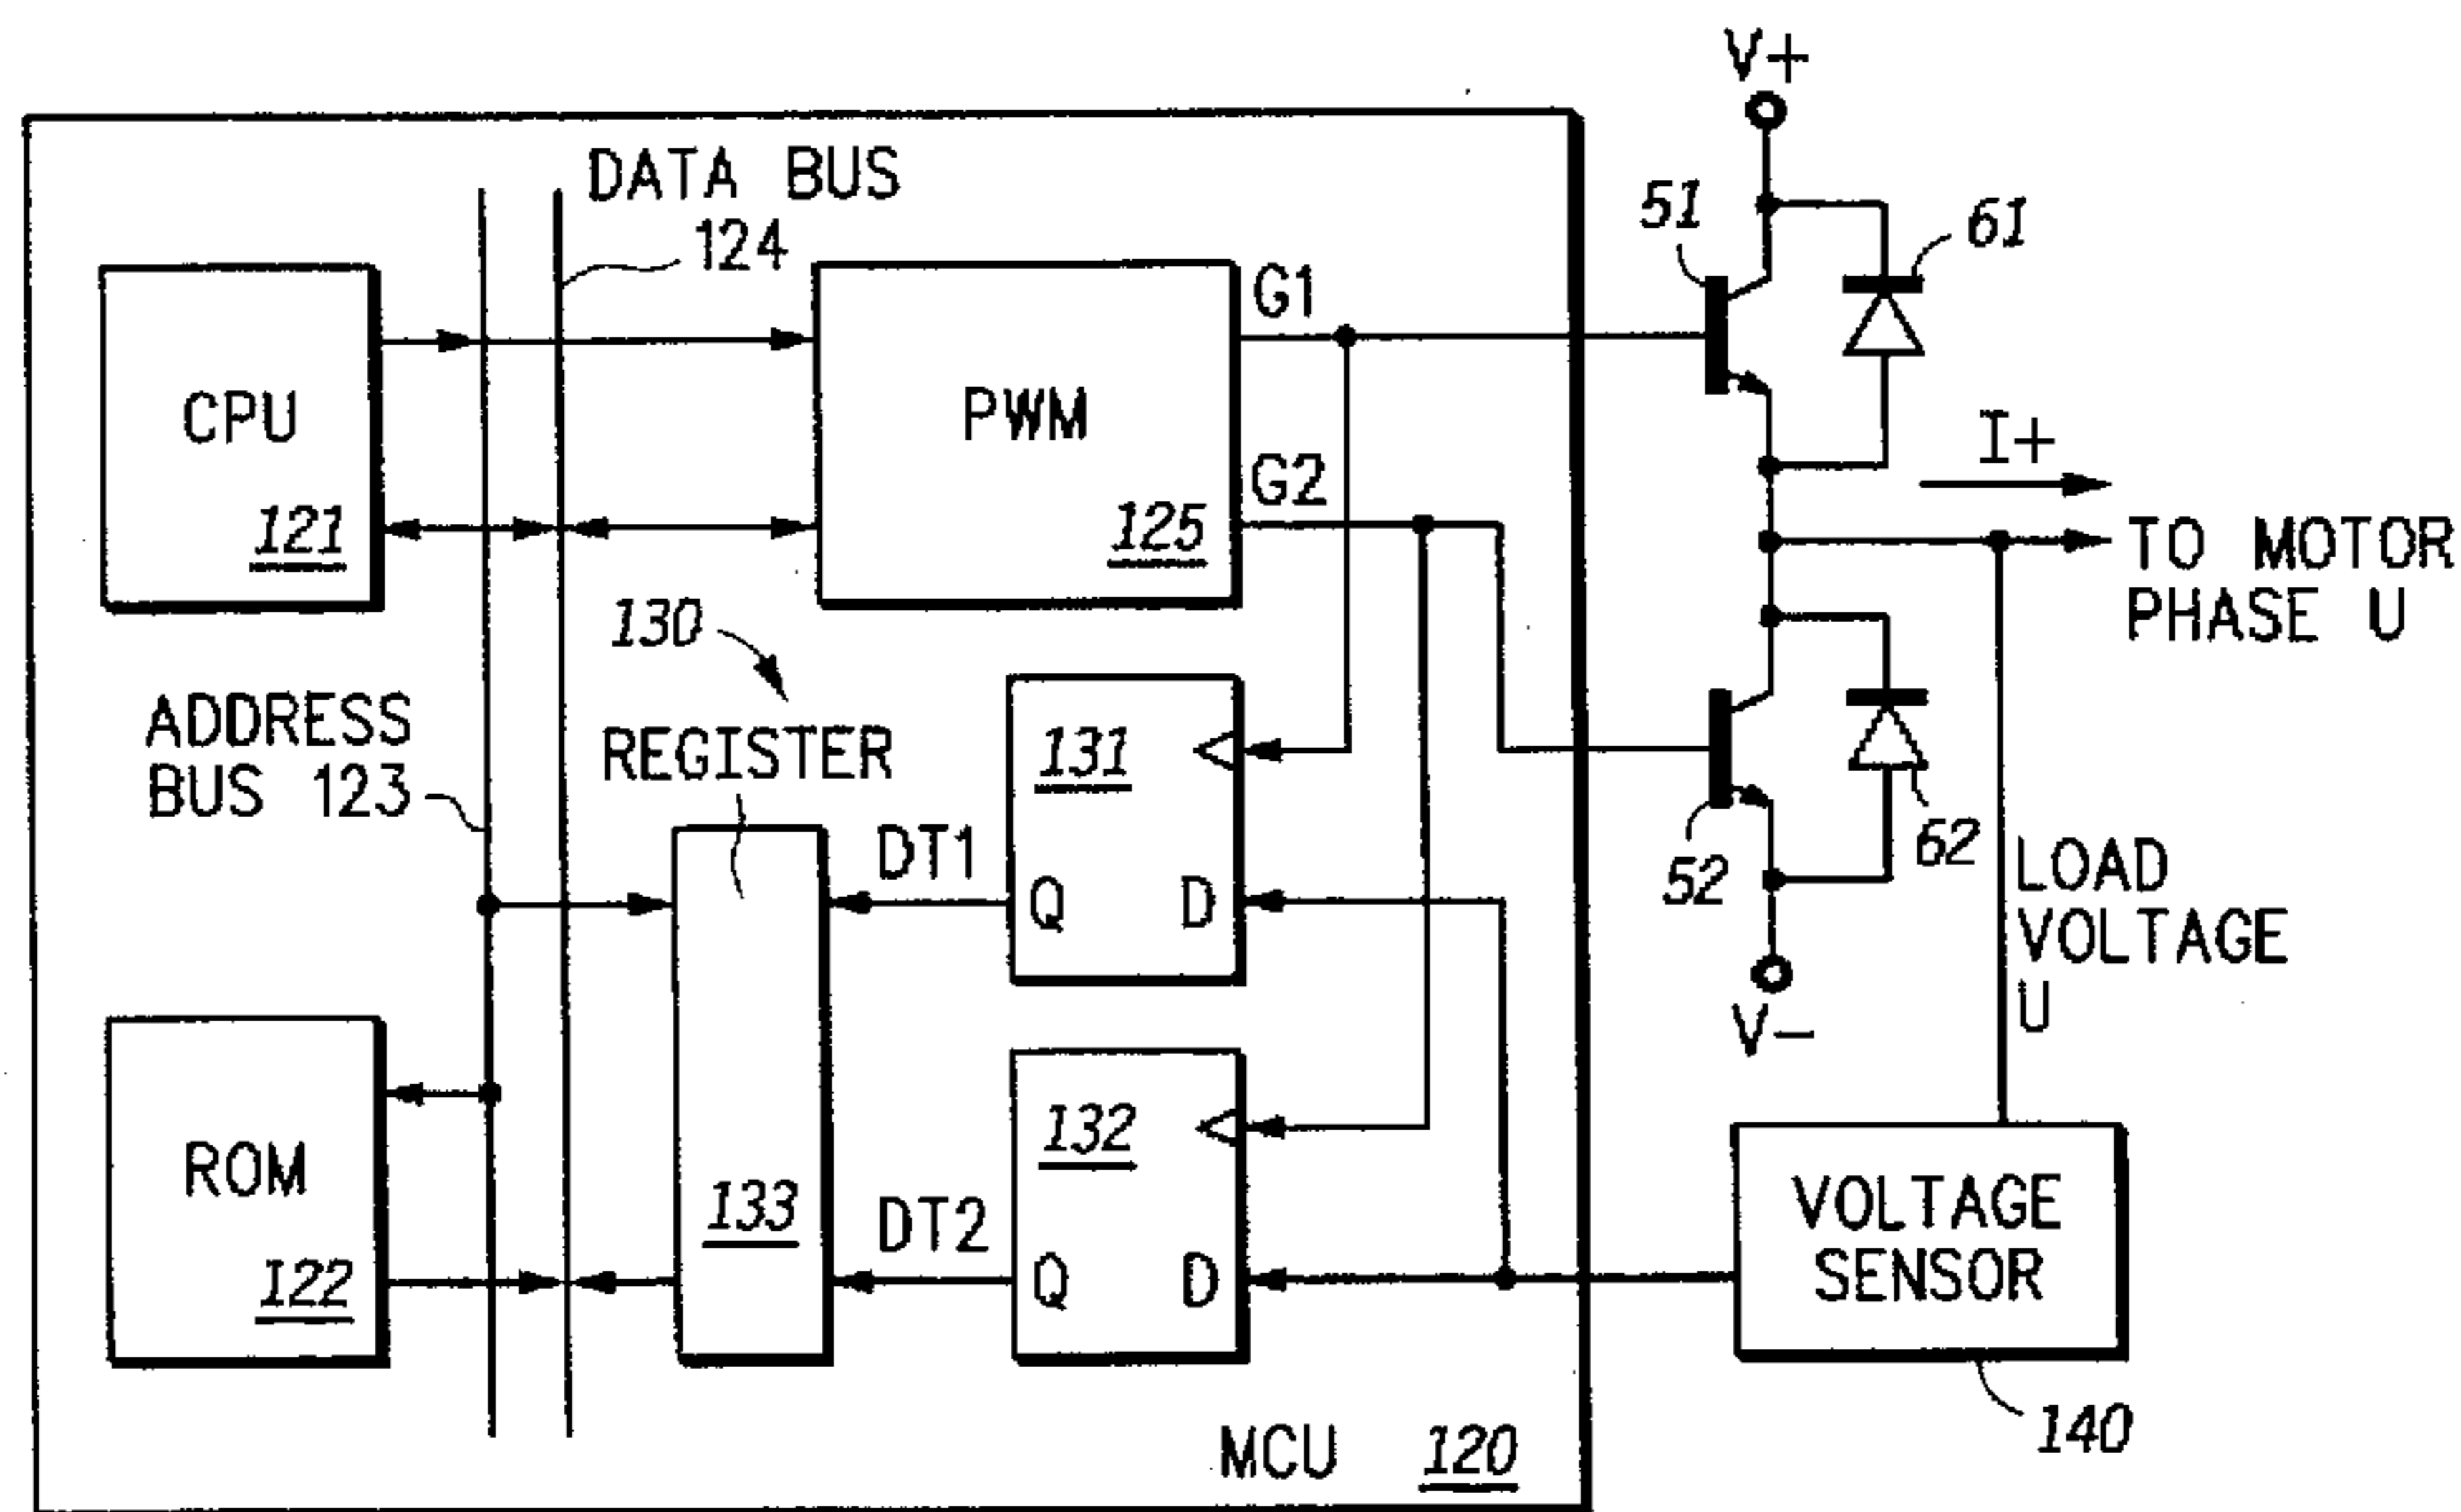 V+
DATA BUS
124
51
61
G1
CPU
PWM
I+
G2
121
125
TO MOTOR
PHASE U
130
ADDRESS
BUS 123
REGISTER
131
DT1
Q
D
52
62
LOAD
VOLTAGE
U
V-
132
ROM
133
DT2
VOLTAGE
SENSOR
122
Q
D
140
MCU 120